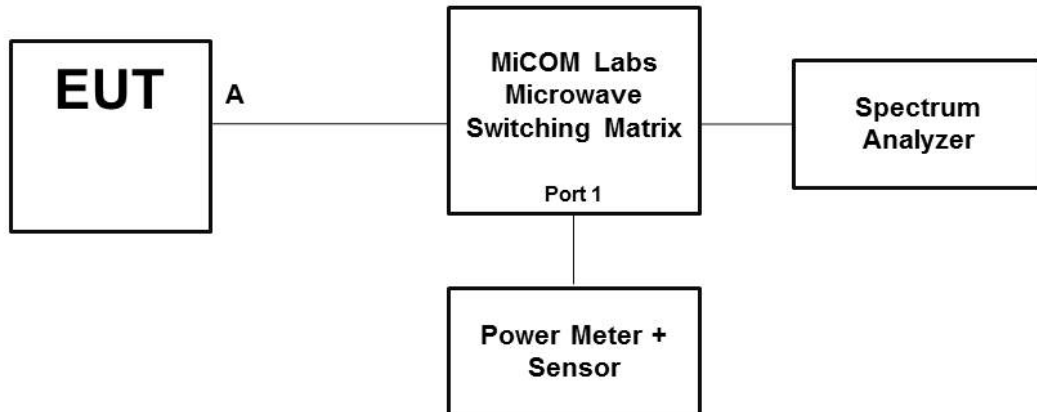 EUT
A
MiCOM Labs
Microwave
Switching Matrix
Port 1
Spectrum
Analyzer
Power Meter +
Sensor